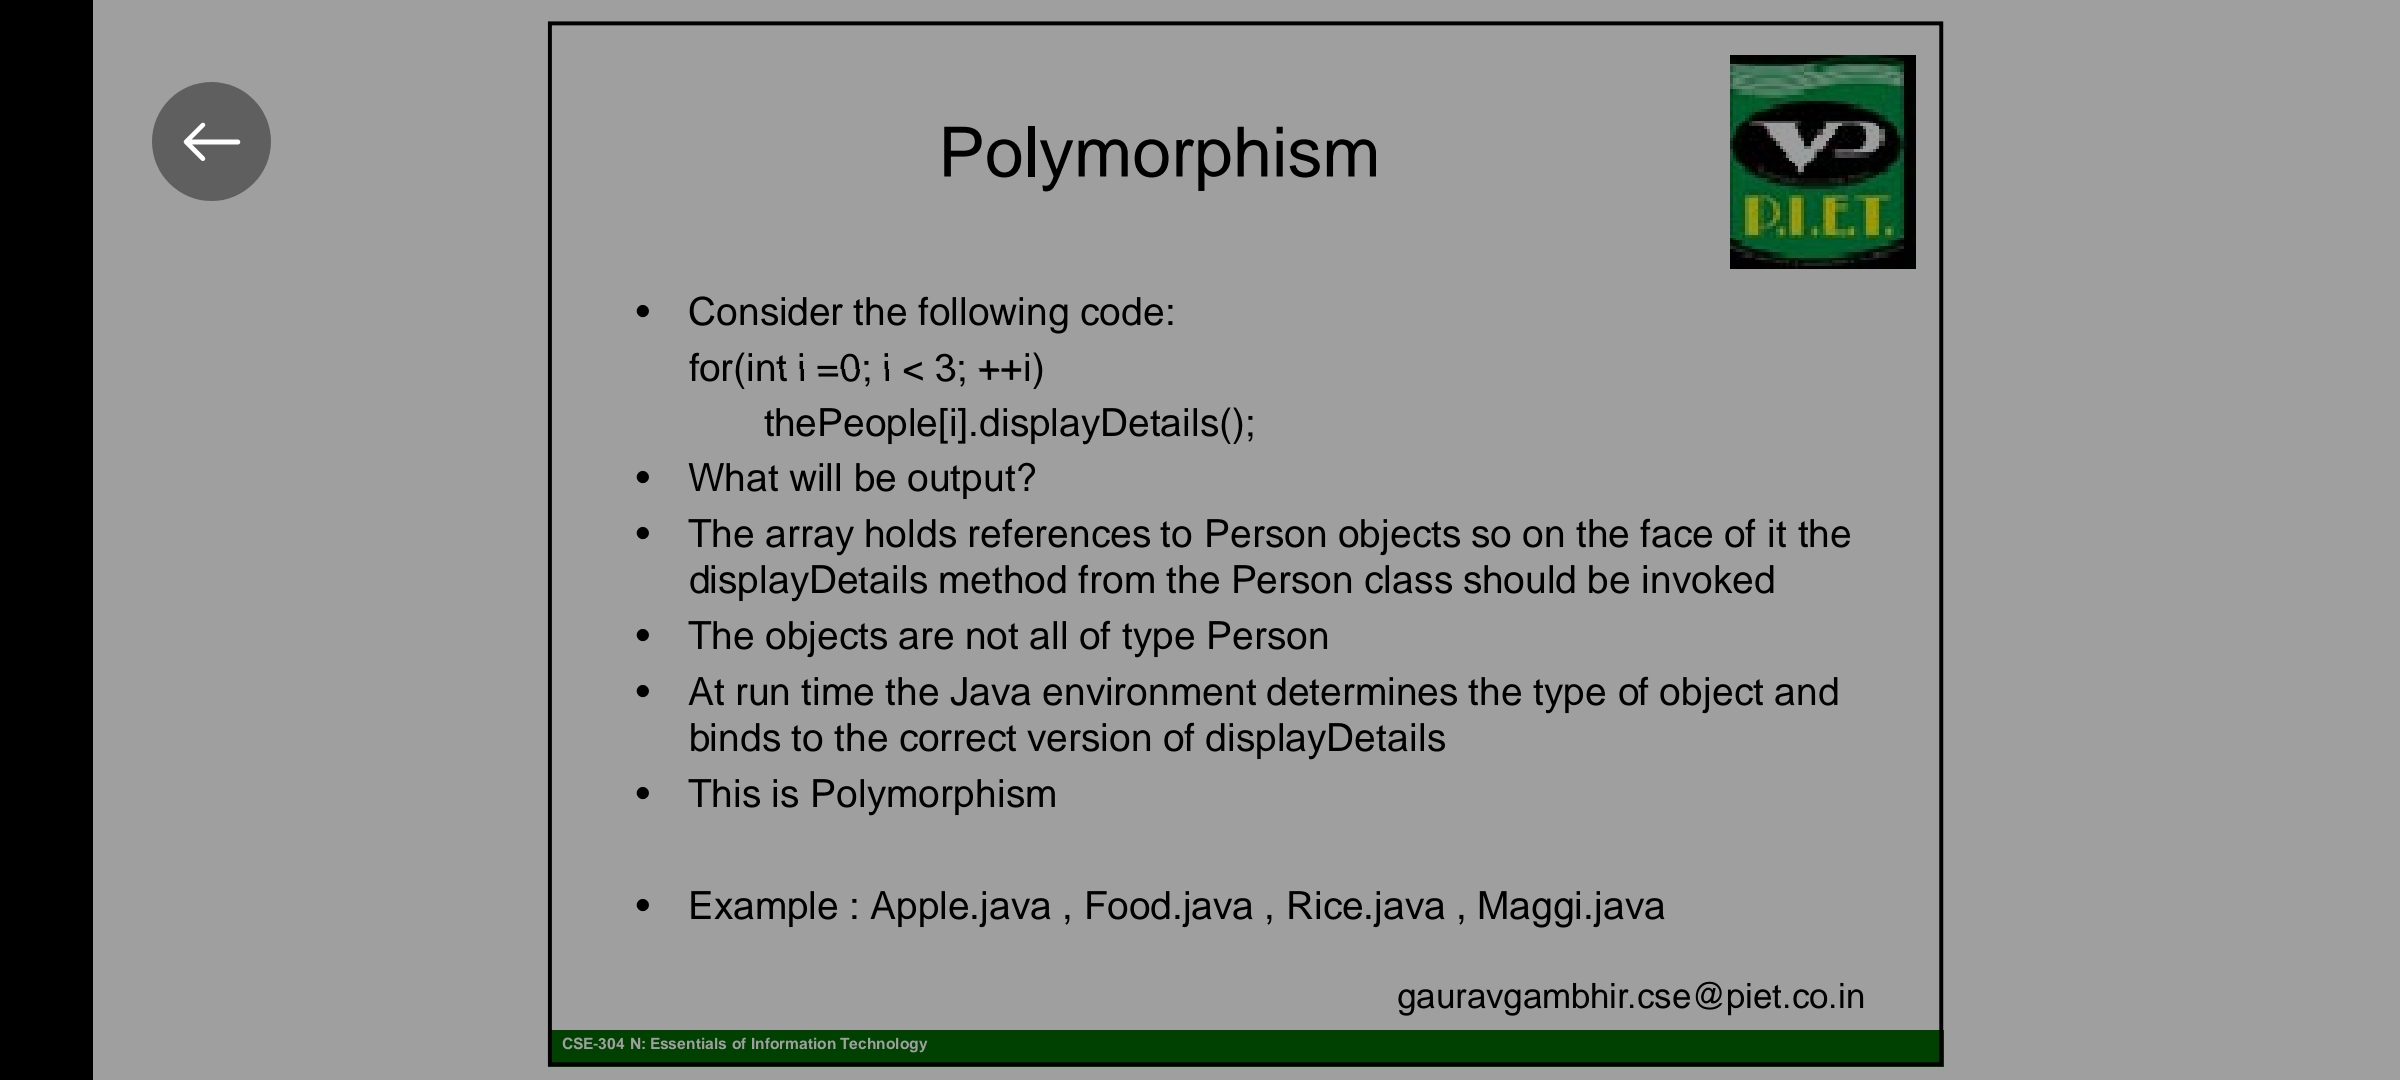 Polymorphism
VP
P.I.E.T.
• Consider the following code:
for(int i =0; i < 3; ++i)
thePeople[i].displayDetails();
• What will be output?
• The array holds references to Person objects so on the face of it the
displayDetails method from the Person class should be invoked
• The objects are not all of type Person
• At run time the Java environment determines the type of object and
binds to the correct version of displayDetails
• This is Polymorphism
• Example : Apple.java , Food.java , Rice.java , Maggi.java
gauravgambhir.cse@piet.co.in
CSE-304 N: Essentials of Information Technology